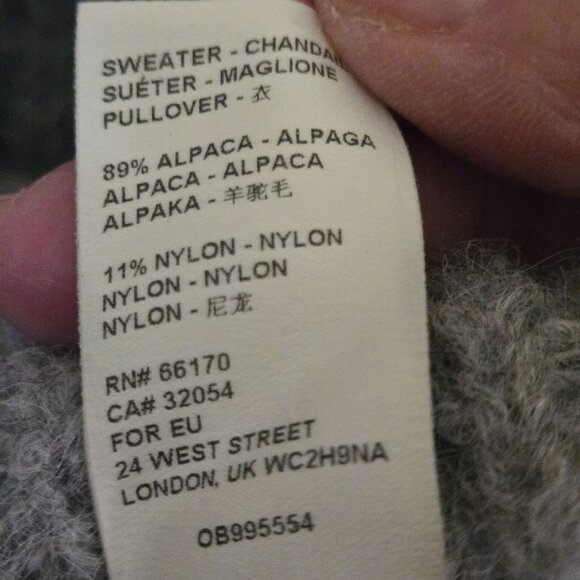 SWEATER - CHANDAI
SUÉTER - MAGLIONE
PULLOVER - 衣
89% ALPACA - ALPAGA
ALPACA - ALPACA
ALPAKA - 羊驼毛
11% NYLON - NYLON
NYLON - NYLON
NYLON - 尼龙
RN# 66170
CA# 32054
FOR EU
24 WEST STREET
LONDON, UK WC2H9NA
OB995554